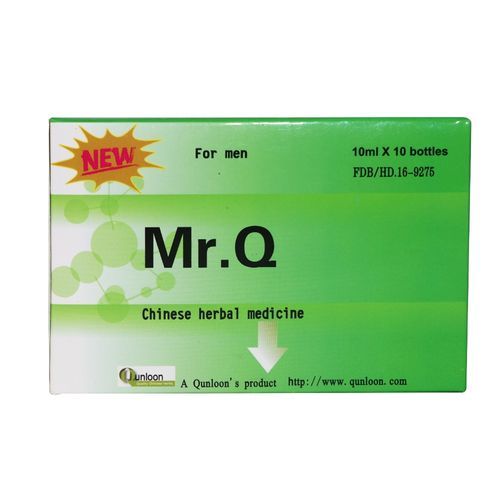 NEW
For men
10ml X 10 bottles
FDB/HD.16-9275
Mr.Q
Chinese herbal medicine
Qunloon
A Qunloon's product http://www.qunloon.com